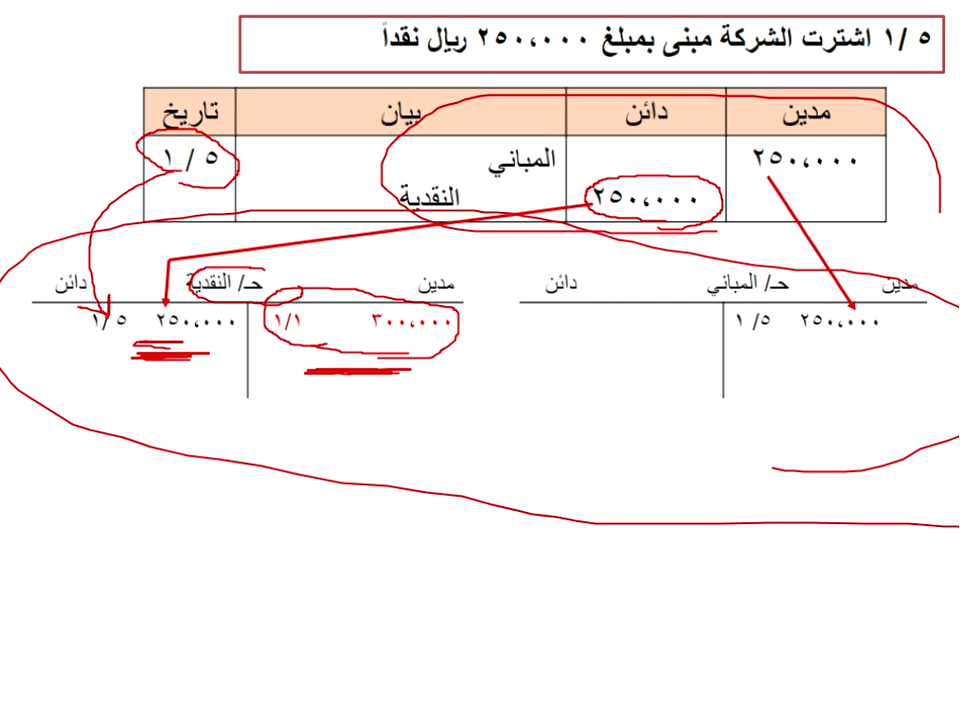 ٥ /١ اشترت الشركة مبنى بمبلغ ٢٥٠،٠٠٠ ريال نقداً
مدين دائن بيان تاريخ
٢٥٠،٠٠٠ المباني ٥ / ١
٢٥٠،٠٠٠ النقدية
مدين حـ/ المباني دائن
٢٥٠،٠٠٠ ٥/ ١
مدين حـ/ النقدية دائن
٣٠٠،٠٠٠ ١/١ ٢٥٠،٠٠٠ ٥ /١